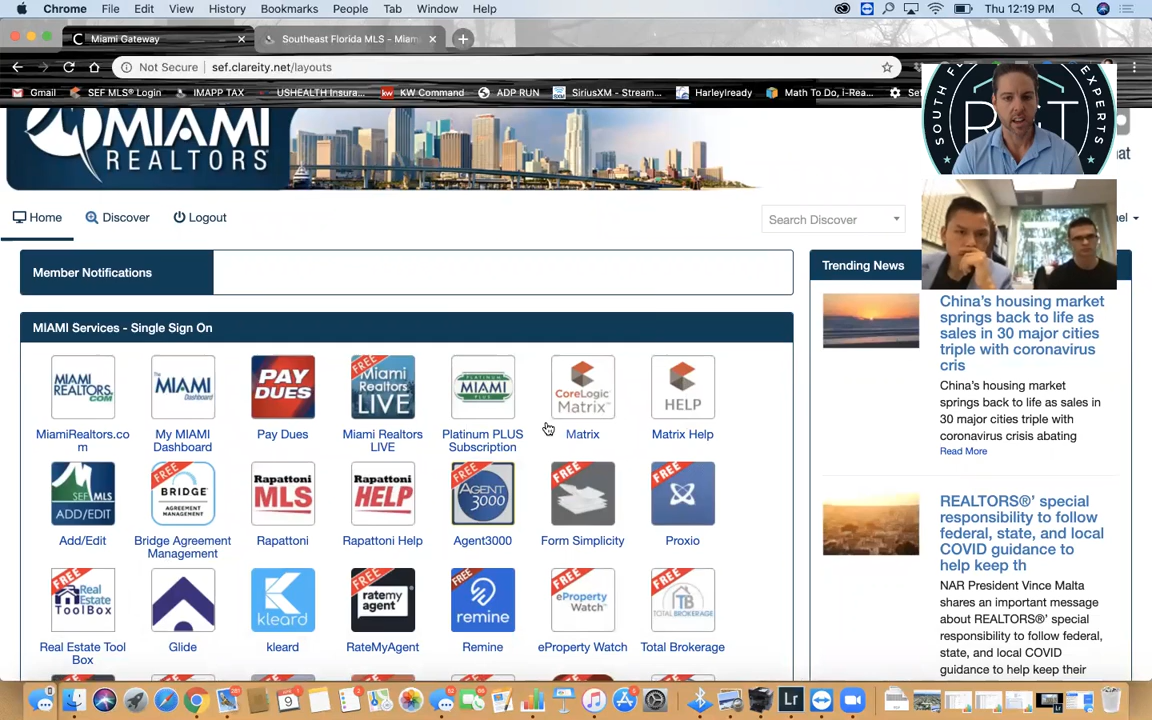 Chrome File Edit View History Bookmarks People Tab Window Help Thu 12:19 PM
Miami Gateway Southeast Florida MLS - Miam
Not Secure sef.clareity.net/layouts
Gmail SEF MLS® Login IMAPP TAX USHEALTH Insura... KW Command ADP RUN SiriusXM - Stream... Harleyready Math To Do, i-Rea... Set
SOUTH EXPERTS
MIAMI
REALTORS
Home Discover Logout
Search Discover
Member Notifications
Trending News
China's housing market
springs back to life as
sales in 30 major cities
triple with coronavirus
cris
China's housing market
springs back to life as sales in
30 major cities triple with
coronavirus crisis abating
Read More
REALTORS®' special
responsibility to follow
federal, state, and local
COVID guidance to
help keep th
NAR President Vince Malta
shares an important message
about REALTORS®' special
responsibility to follow federal,
state, and local COVID
guidance to help keep their
MIAMI Services - Single Sign On
MIAMI
REALTORS
.COM
The
MIAMI
Dashboard
PAY
DUES
FREE
Miami
Realtors
LIVE
PLATINUM
MIAMI
PLUS
CoreLogic
Matrix™
HELP
MiamiRealtors.co
m
My MIAMI
Dashboard
Pay Dues
Miami Realtors
LIVE
Platinum PLUS
Subscription
Matrix
Matrix Help
SEF MLS
ADD/EDIT
FREE
BRIDGE
AGREEMENT
MANAGEMENT
Rapattoni
MLS
Rapattoni
HELP
FREE
AGENT
3000
FREE
FREE
Add/Edit
Bridge Agreement
Management
Rapattoni
Rapattoni Help
Agent3000
Form Simplicity
Proxio
FREE
Real Estate
ToolBox
kleard
FREE
ratemy
agent
FREE
remine
FREE
eProperty
Watch
FREE
TB
TOTAL BROKERAGE
Real Estate Tool
Box
Glide
kleard
RateMyAgent
Remine
eProperty Watch
Total Brokerage